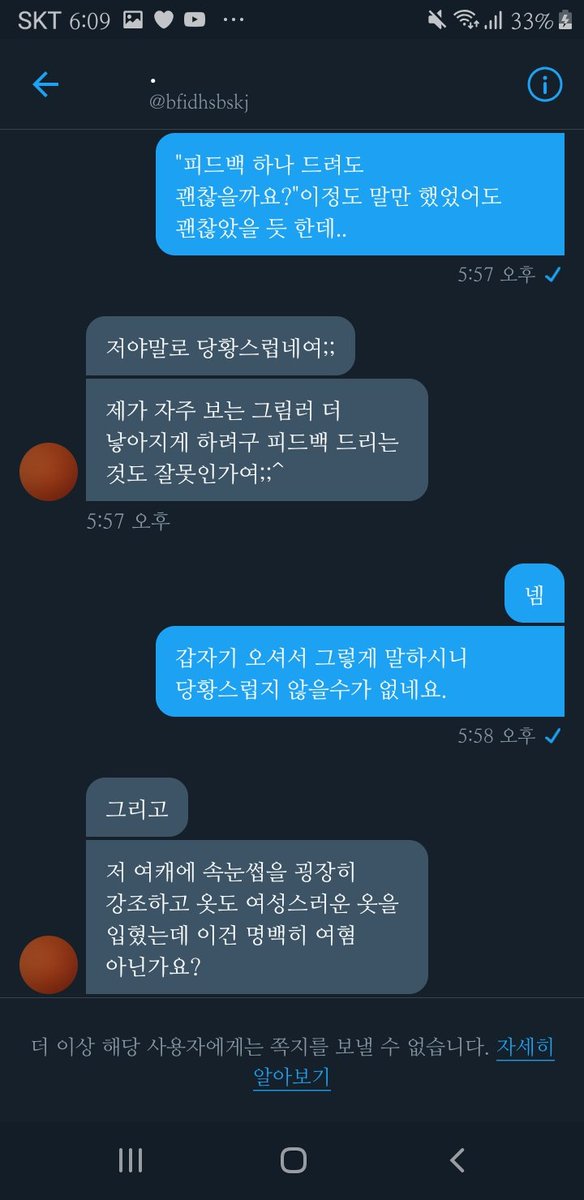 SKT 6:09 33%
.
@bfidhsbskj
"피드백 하나 드려도
괜찮을까요?"이정도 말만 했었어도
괜찮았을 듯 한데..
5:57 오후
저야말로 당황스럽네여;;
제가 자주 보는 그림러 더
낳아지게 하려구 피드백 드리는
것도 잘못인가여;;^
5:57 오후
넴
갑자기 오셔서 그렇게 말하시니
당황스럽지 않을수가 없네요.
5:58 오후
그리고
저 여캐에 속눈썹을 굉장히
강조하고 옷도 여성스러운 옷을
입혔는데 이건 명백히 여혐
아닌가요?
더 이상 해당 사용자에게는 쪽지를 보낼 수 없습니다. 자세히
알아보기